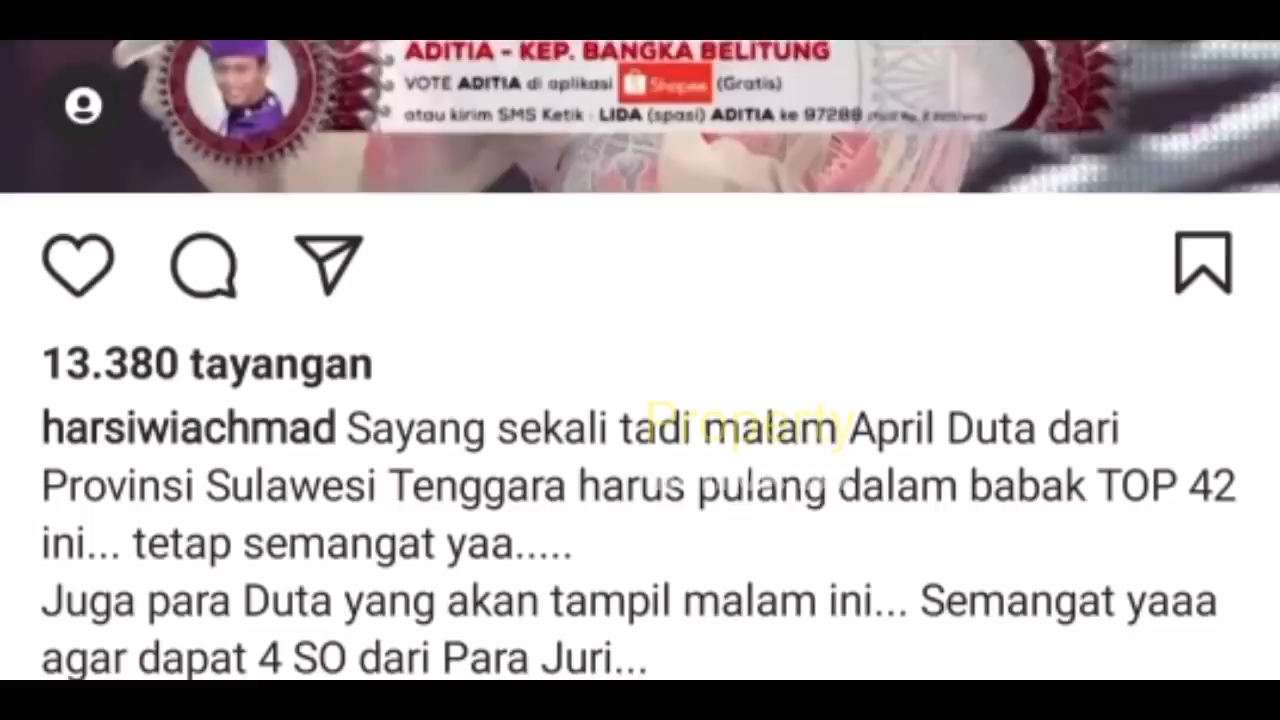 ADITIA - KEP. BANGKA BELITUNG
VOTE ADITIA di aplikasi Shopee (Gratis)
atau kirim SMS Ketik : LIDA (spasi) ADITIA ke 97288
13.380 tayangan
harsiwiachmad Sayang sekali tadi malam April Duta dari
Provinsi Sulawesi Tenggara harus pulang dalam babak TOP 42
ini... tetap semangat yaa.....
Juga para Duta yang akan tampil malam ini... Semangat yaaa
agar dapat 4 SO dari Para Juri...
Property